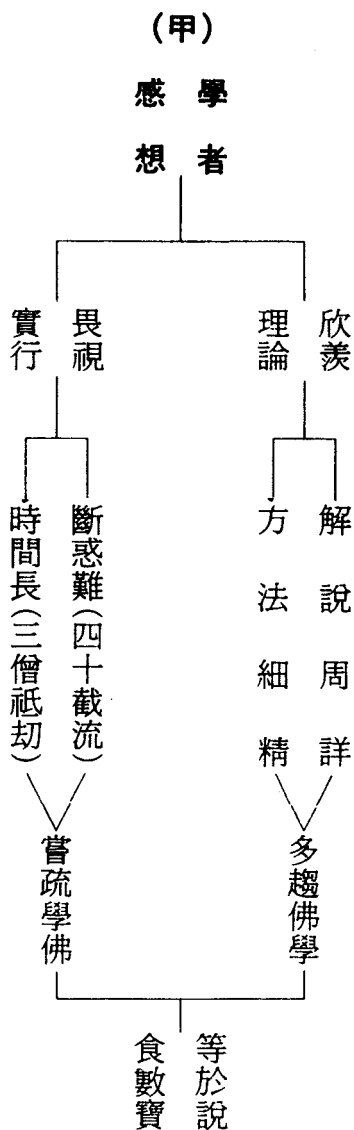 (甲)
學者
感想
欣羨
理論
畏視
實行
解說周詳
方法細精
斷惑難(四十截流)
時間長(三僧祇劫)
多趨佛學
嘗疏學佛
等於說
食數寶